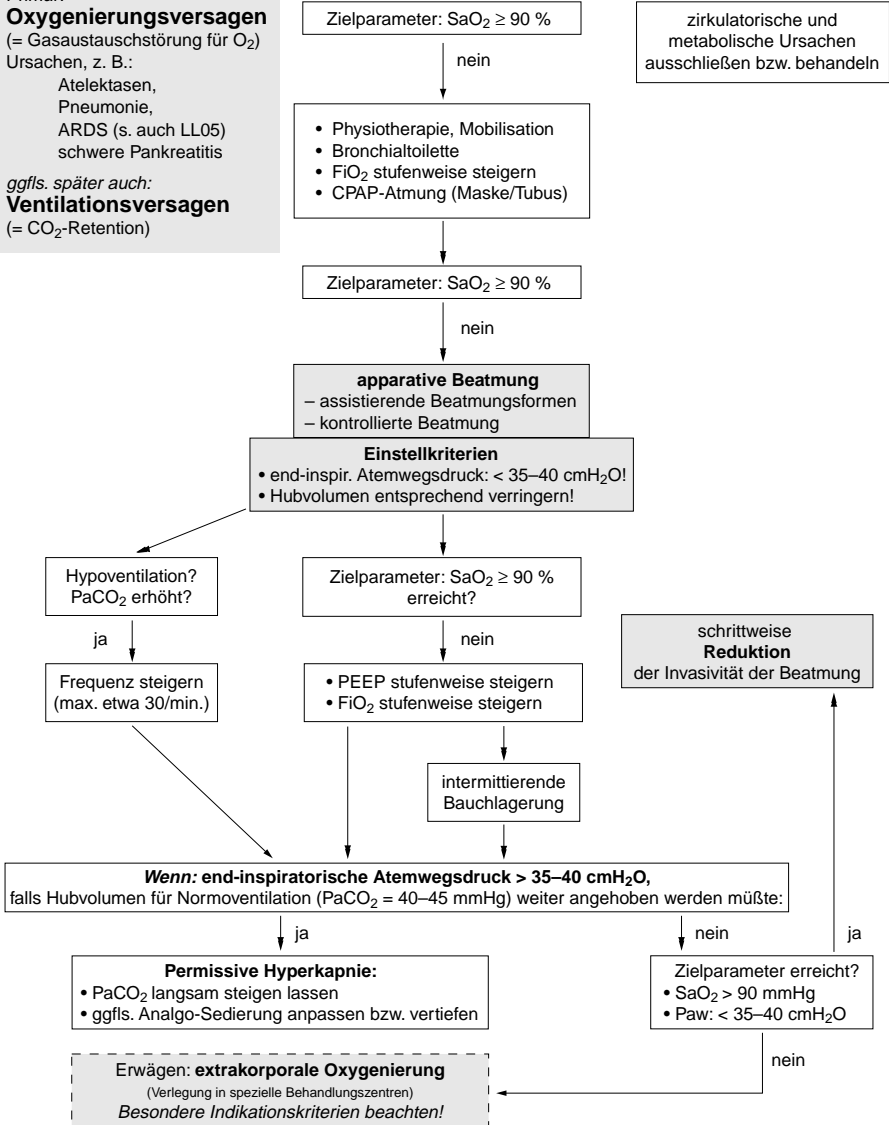 Primär:
Oxygenierungsversagen
(= Gasaustauschstörung für O₂)
Ursachen, z. B.:
Atelektasen,
Pneumonie,
ARDS (s. auch LL05)
schwere Pankreatitis
ggfls. später auch:
Ventilationsversagen
(= CO₂-Retention)
Zielparameter: SaO₂ ≥ 90 %
zirkulatorische und
metabolische Ursachen
ausschließen bzw. behandeln
nein
• Physiotherapie, Mobilisation
• Bronchialtoilette
• FiO₂ stufenweise steigern
• CPAP-Atmung (Maske/Tubus)
Zielparameter: SaO₂ ≥ 90 %
nein
apparative Beatmung
– assistierende Beatmungsformen
– kontrollierte Beatmung
Einstellkriterien
• end-inspir. Atemwegsdruck: < 35–40 cmH₂O!
• Hubvolumen entsprechend verringern!
Hypoventilation?
PaCO₂ erhöht?
ja
Frequenz steigern
(max. etwa 30/min.)
Zielparameter: SaO₂ ≥ 90 %
erreicht?
nein
• PEEP stufenweise steigern
• FiO₂ stufenweise steigern
intermittierende
Bauchlagerung
schrittweise
Reduktion
der Invasivität der Beatmung
Wenn: end-inspiratorische Atemwegsdruck > 35–40 cmH₂O,
falls Hubvolumen für Normoventilation (PaCO₂ = 40–45 mmHg) weiter angehoben werden müßte:
ja
nein
ja
Permissive Hyperkapnie:
• PaCO₂ langsam steigen lassen
• ggfls. Analgo-Sedierung anpassen bzw. vertiefen
Zielparameter erreicht?
• SaO₂ > 90 mmHg
• Paw: < 35–40 cmH₂O
nein
Erwägen: extrakorporale Oxygenierung
(Verlegung in spezielle Behandlungszentren)
Besondere Indikationskriterien beachten!